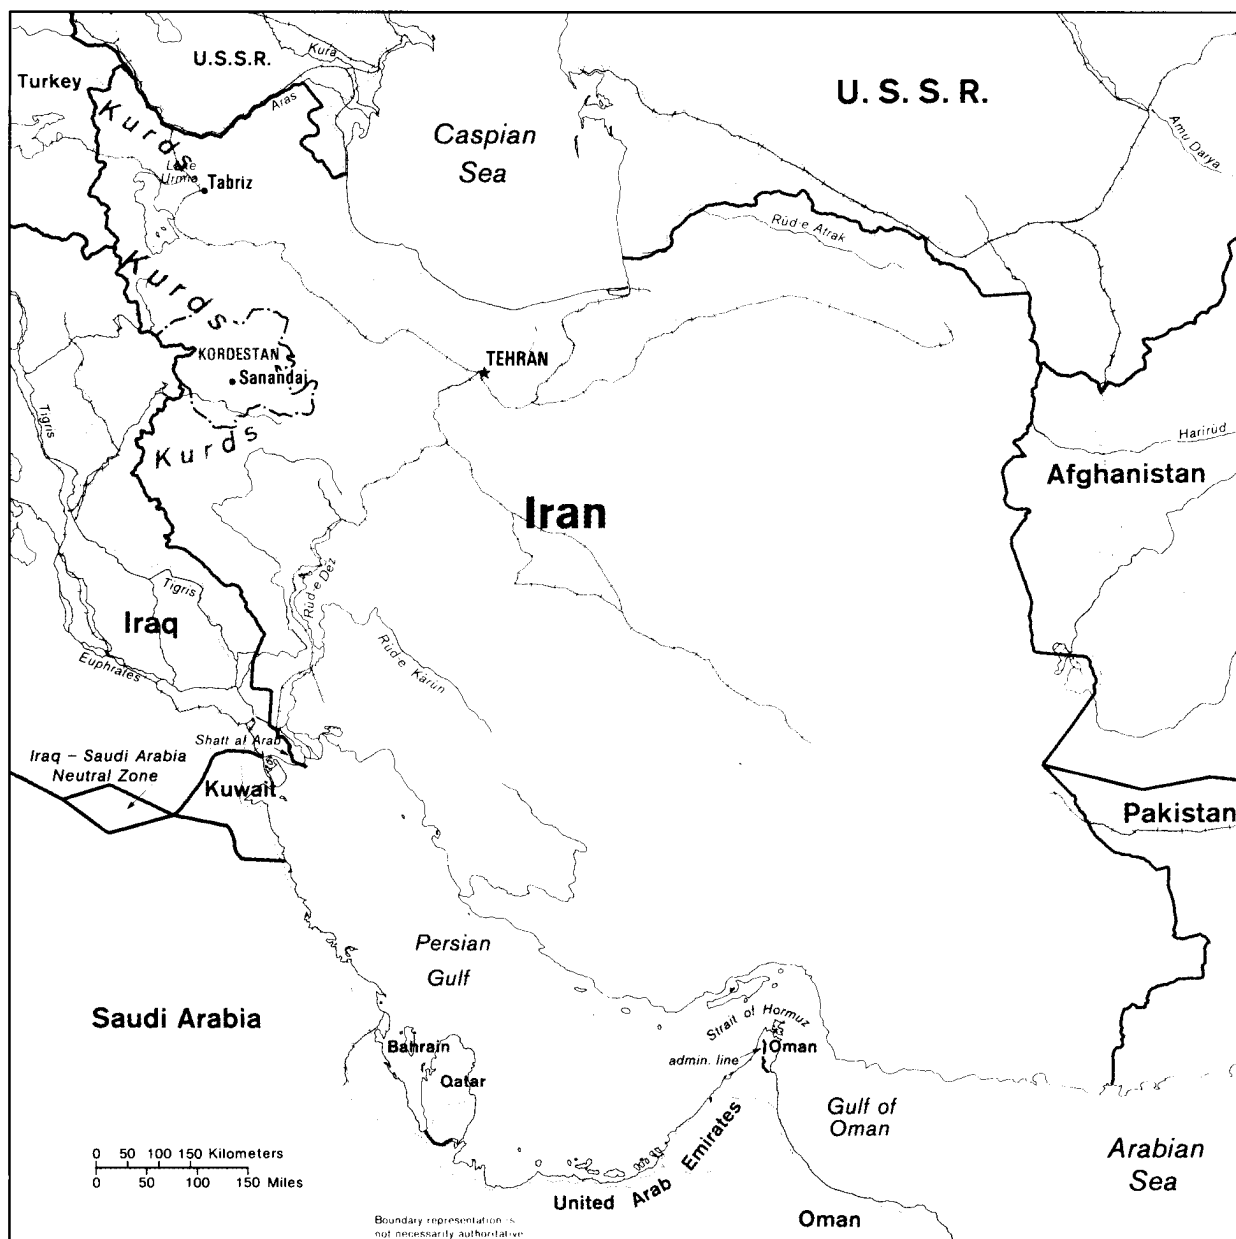 Kura
U.S.S.R.
Turkey
U. S. S. R.
Aras
Kurds
Caspian
Sea
Amu Darya
Lake
Urmia
Tabriz
Rūd-e Atrak
Kurds
KORDESTAN
TEHRAN
Sanandaj
Tigris
Kurds
Harirūd
Afghanistan
Iran
Tigris
Rūd-e Dez
Iraq
Euphrates
Rūd-e Kārūn
Shatt al Arab
Iraq – Saudi Arabia
Neutral Zone
Kuwait
Pakistan
Persian
Gulf
Saudi Arabia
Strait of Hormuz
Bahrain
admin. line
Oman
Qatar
Gulf of
Oman
United Arab Emirates
Arabian
Sea
0 50 100 150 Kilometers
0 50 100 150 Miles
Oman
Boundary representation is
not necessarily authoritative